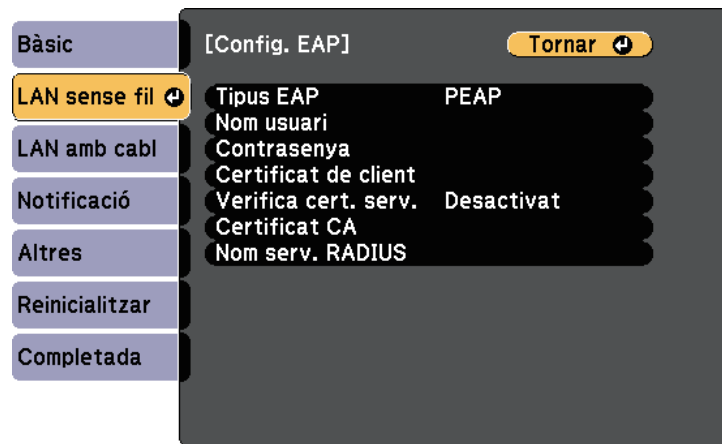 Bàsic
LAN sense fil
LAN amb cabl
Notificació
Altres
Reinicialitzar
Completada
[Config. EAP]
Tornar
Tipus EAP PEAP
Nom usuari
Contrasenya
Certificat de client
Verifica cert. serv. Desactivat
Certificat CA
Nom serv. RADIUS